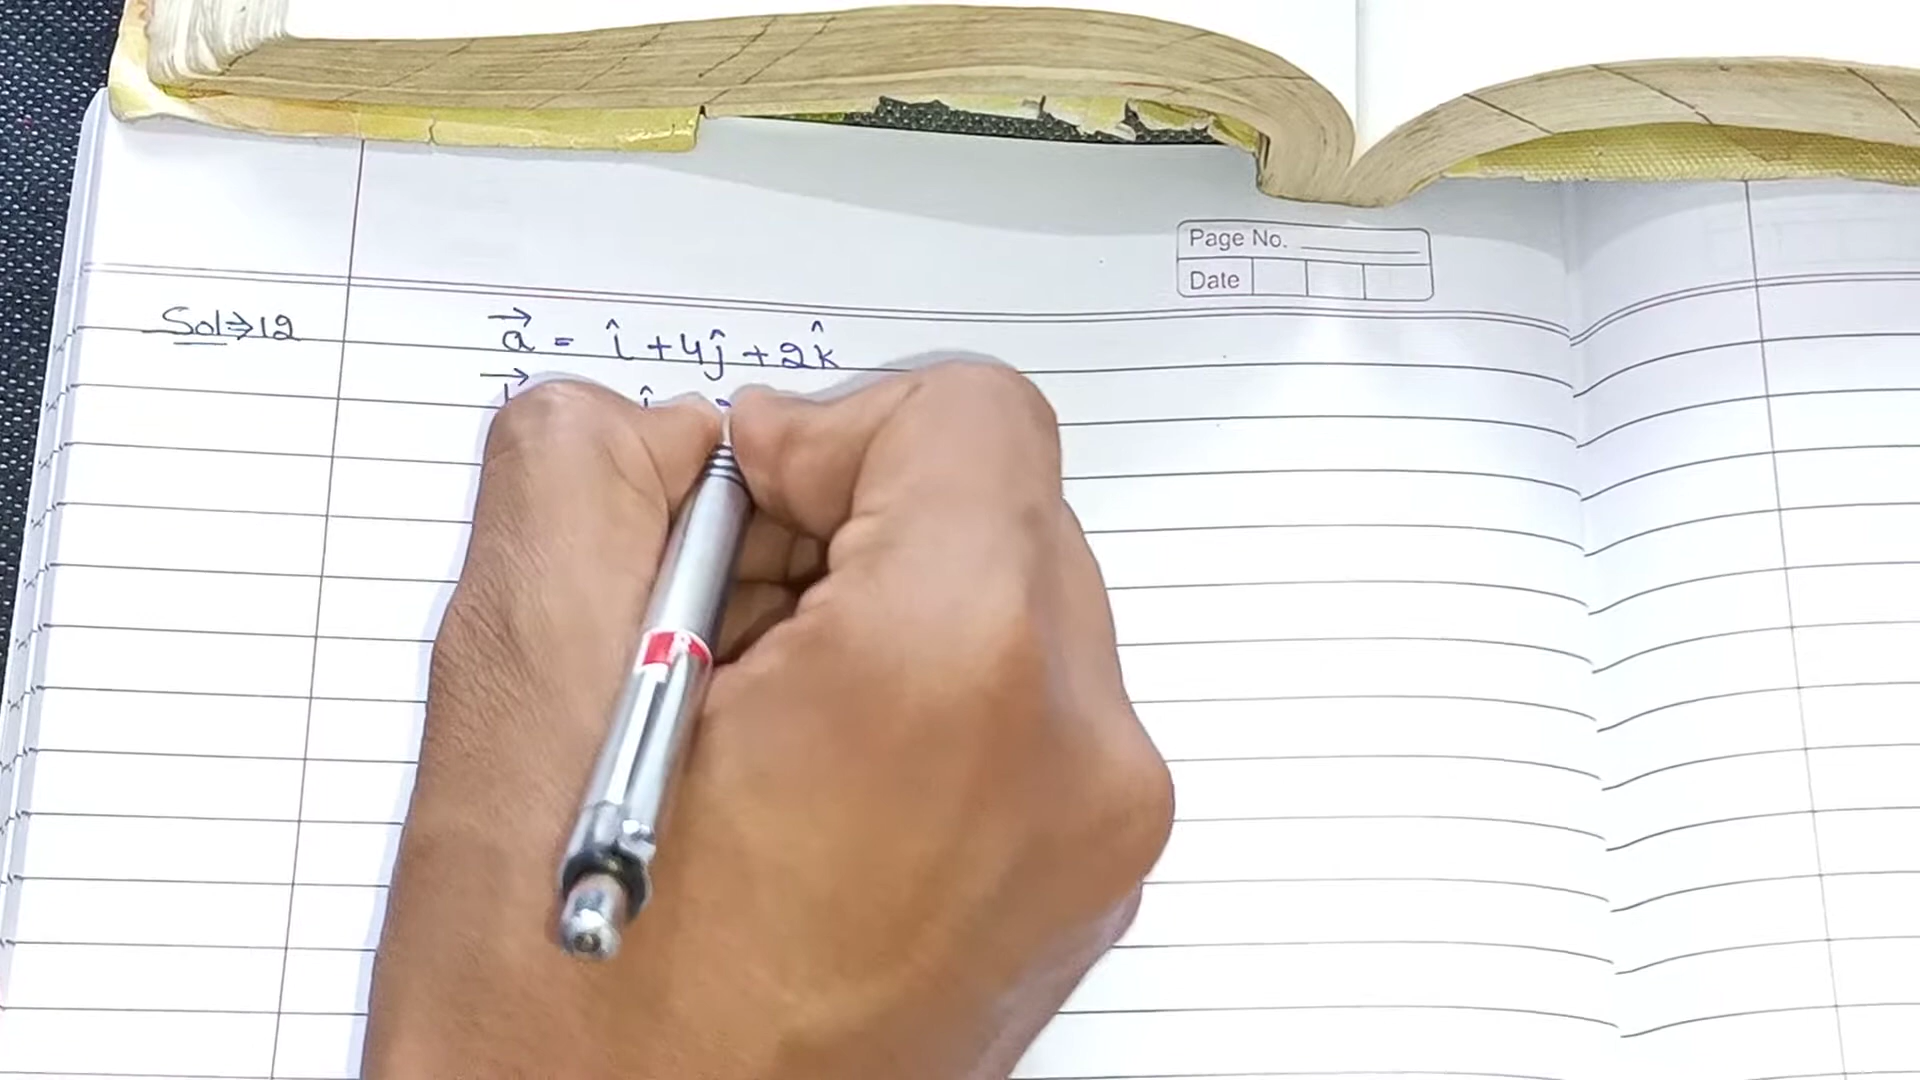 Page No.
Date
Sol⇒12
→a = î + 4ĵ + 2k̂